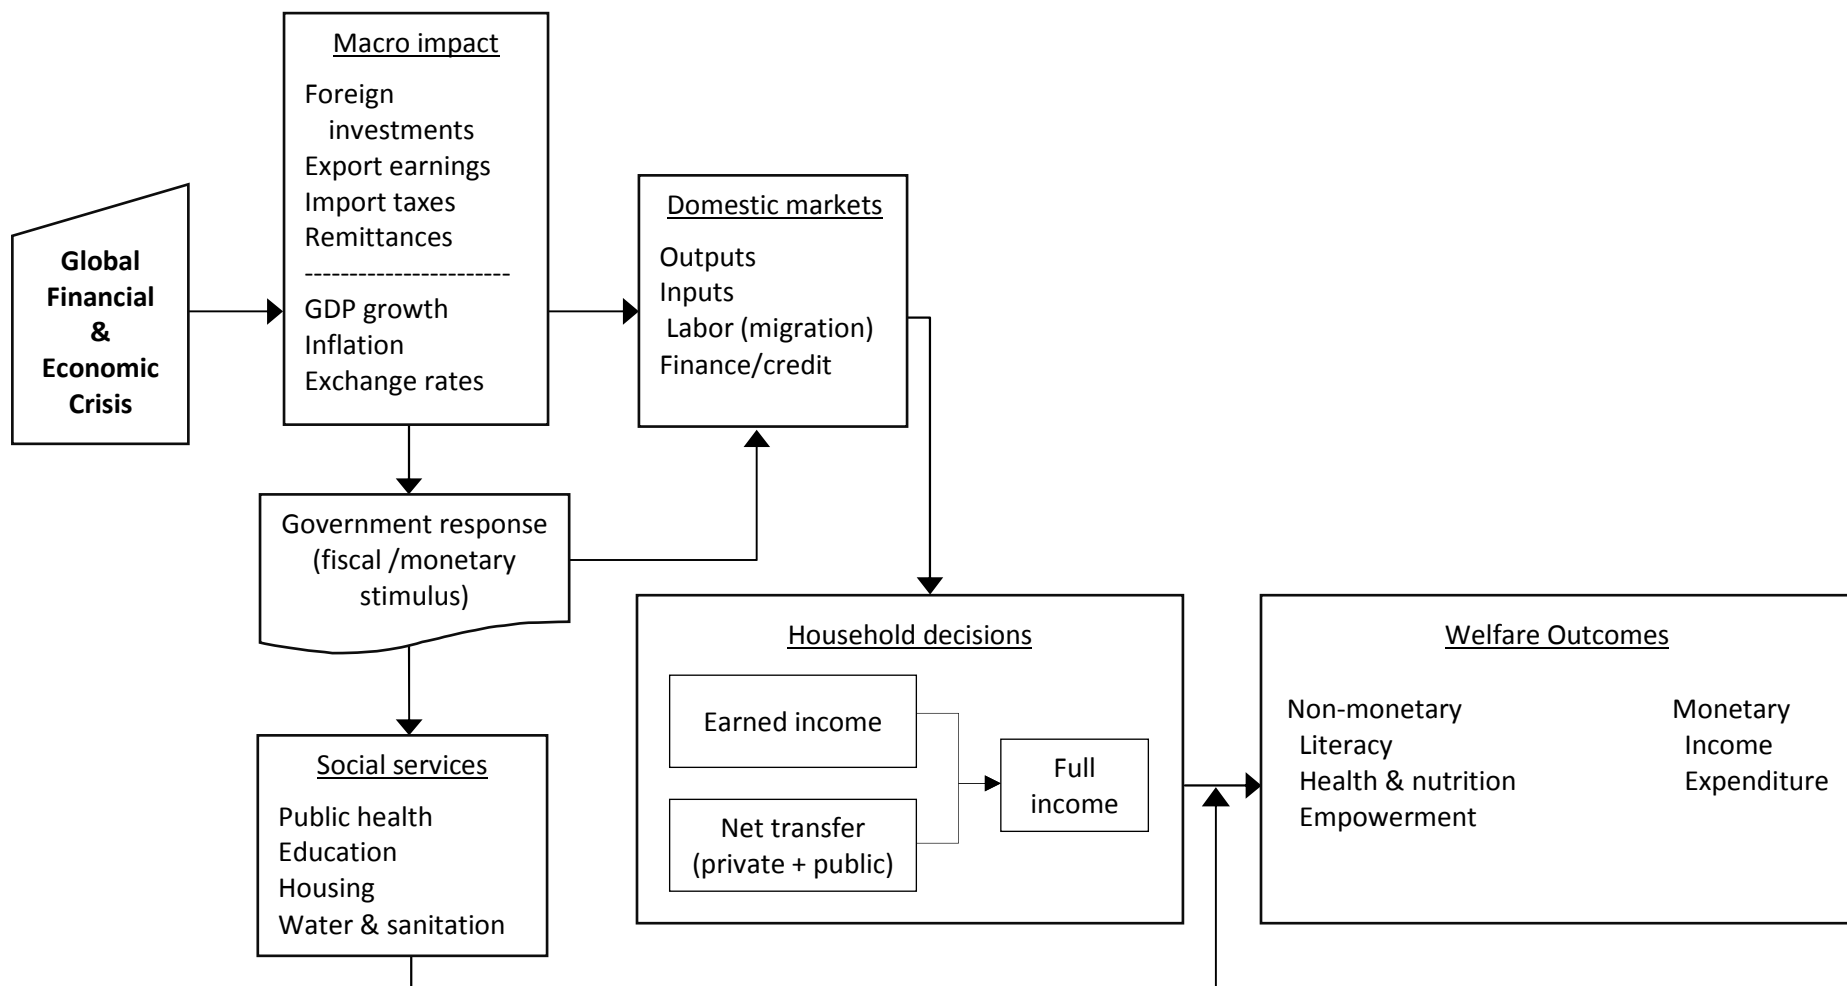 Global
Financial
&
Economic
Crisis
Macro impact
Foreign
investments
Export earnings
Import taxes
Remittances
-----------------------
GDP growth
Inflation
Exchange rates
Domestic markets
Outputs
Inputs
Labor (migration)
Finance/credit
Government response
(fiscal /monetary
stimulus)
Social services
Public health
Education
Housing
Water & sanitation
Household decisions
Earned income
Net transfer
(private + public)
Full
income
Welfare Outcomes
Non-monetary
Literacy
Health & nutrition
Empowerment
Monetary
Income
Expenditure